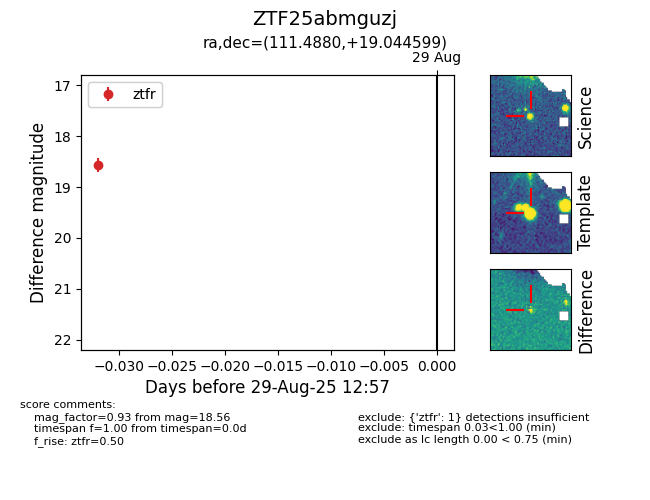 ZTF25abmguzj
ra,dec=(111.4880,+19.044599)
29 Aug
ztfr
17
18
19
20
21
22
Difference magnitude
−0.030 −0.025 −0.020 −0.015 −0.010 −0.005 0.000
Days before 29-Aug-25 12:57
Science
Template
Difference
score comments:
mag_factor=0.93 from mag=18.56
timespan f=1.00 from timespan=0.0d
f_rise: ztfr=0.50
exclude: {'ztfr': 1} detections insufficient
exclude: timespan 0.03<1.00 (min)
exclude as lc length 0.00 < 0.75 (min)